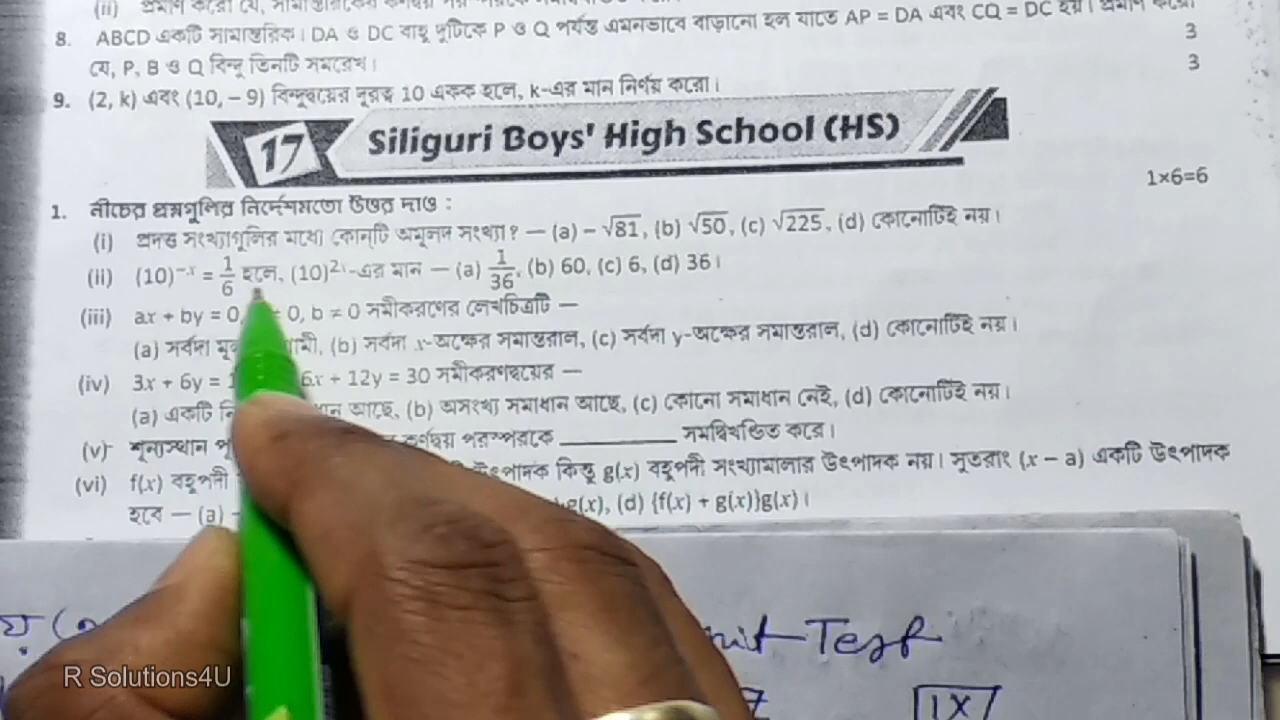 8. ABCD একটি সামান্তরিক। DA ও DC বাহু দুটিকে P ও Q পর্যন্ত এমনভাবে বাড়ানো হল যাতে AP = DA এবং CQ = DC হয়।
যে, P, B ও Q বিন্দু তিনটি সমরেখ। 3
9. (2, k) এবং (10, – 9) বিন্দুদ্বয়ের দূরত্ব 10 একক হলে, k-এর মান নির্ণয় করো। 3
17 Siliguri Boys' High School (HS)
1. নীচের প্রশ্নগুলির নির্দেশমতো উত্তর দাও : 1×6=6
(i) প্রদত্ত সংখ্যাগুলির মধ্যে কোনটি অমূলদ সংখ্যা? — (a) – √81, (b) √50, (c) √225, (d) কোনোটিই নয়।
(ii) (10)⁻ˣ = 1/6 হলে, (10)²ˣ-এর মান — (a) 1/36, (b) 60, (c) 6, (d) 36।
(iii) ax + by = 0, 0, b ≠ 0 সমীকরণের লেখচিত্রটি —
(a) সর্বদা গামী, (b) সর্বদা x-অক্ষের সমান্তরাল, (c) সর্বদা y-অক্ষের সমান্তরাল, (d) কোনোটিই নয়।
(iv) 3x + 6y = 6x + 12y = 30 সমীকরণদ্বয়ের —
(a) একটি আছে, (b) অসংখ্য সমাধান আছে, (c) কোনো সমাধান নেই, (d) কোনোটিই নয়।
(v) শূন্যস্থান কর্ণদ্বয় পরস্পরকে ________ সমদ্বিখণ্ডিত করে।
(vi) f(x) বহুপদী উৎপাদক কিন্তু g(x) বহুপদী সংখ্যামালার উৎপাদক নয়। সুতরাং (x – a) একটি উৎপাদক
হবে — (a) g(x), (d) {f(x) + g(x)}g(x)।
Unit Test
R Solutions4U